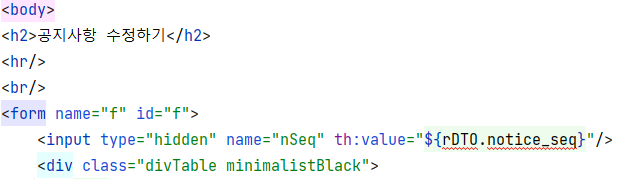 <body>
<h2>공지사항 수정하기</h2>
<hr/>
<br/>
<form name="f" id="f">
    <input type="hidden" name="nSeq" th:value="${rDTO.notice_seq}"/>
    <div class="divTable minimalistBlack">